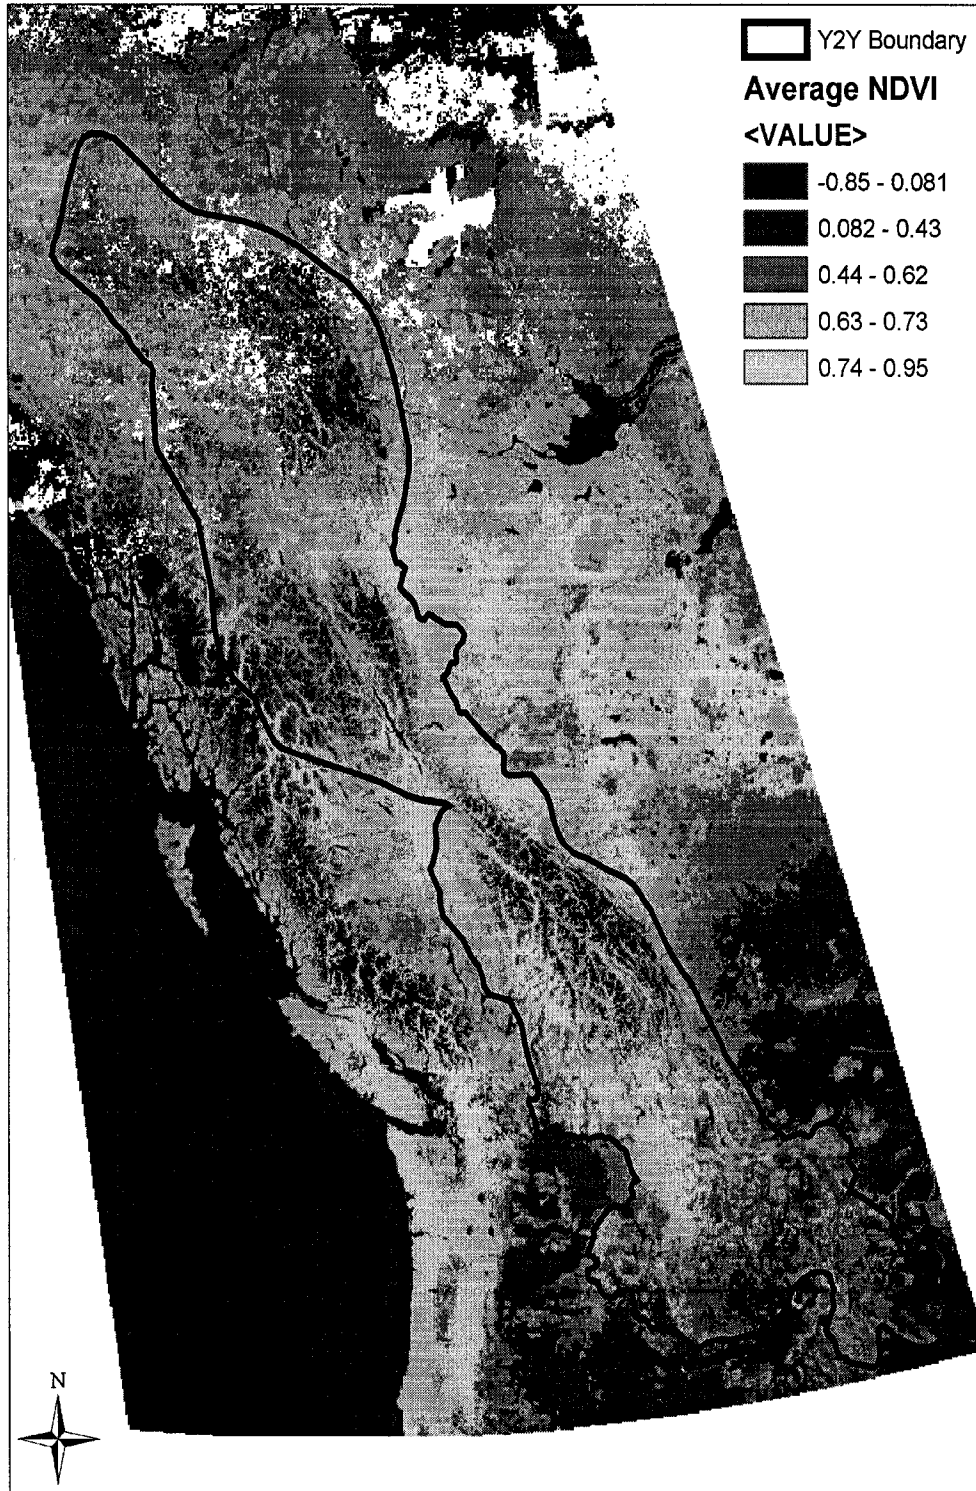 Y2Y Boundary
Average NDVI
<VALUE>
-0.85 - 0.081
0.082 - 0.43
0.44 - 0.62
0.63 - 0.73
0.74 - 0.95
N